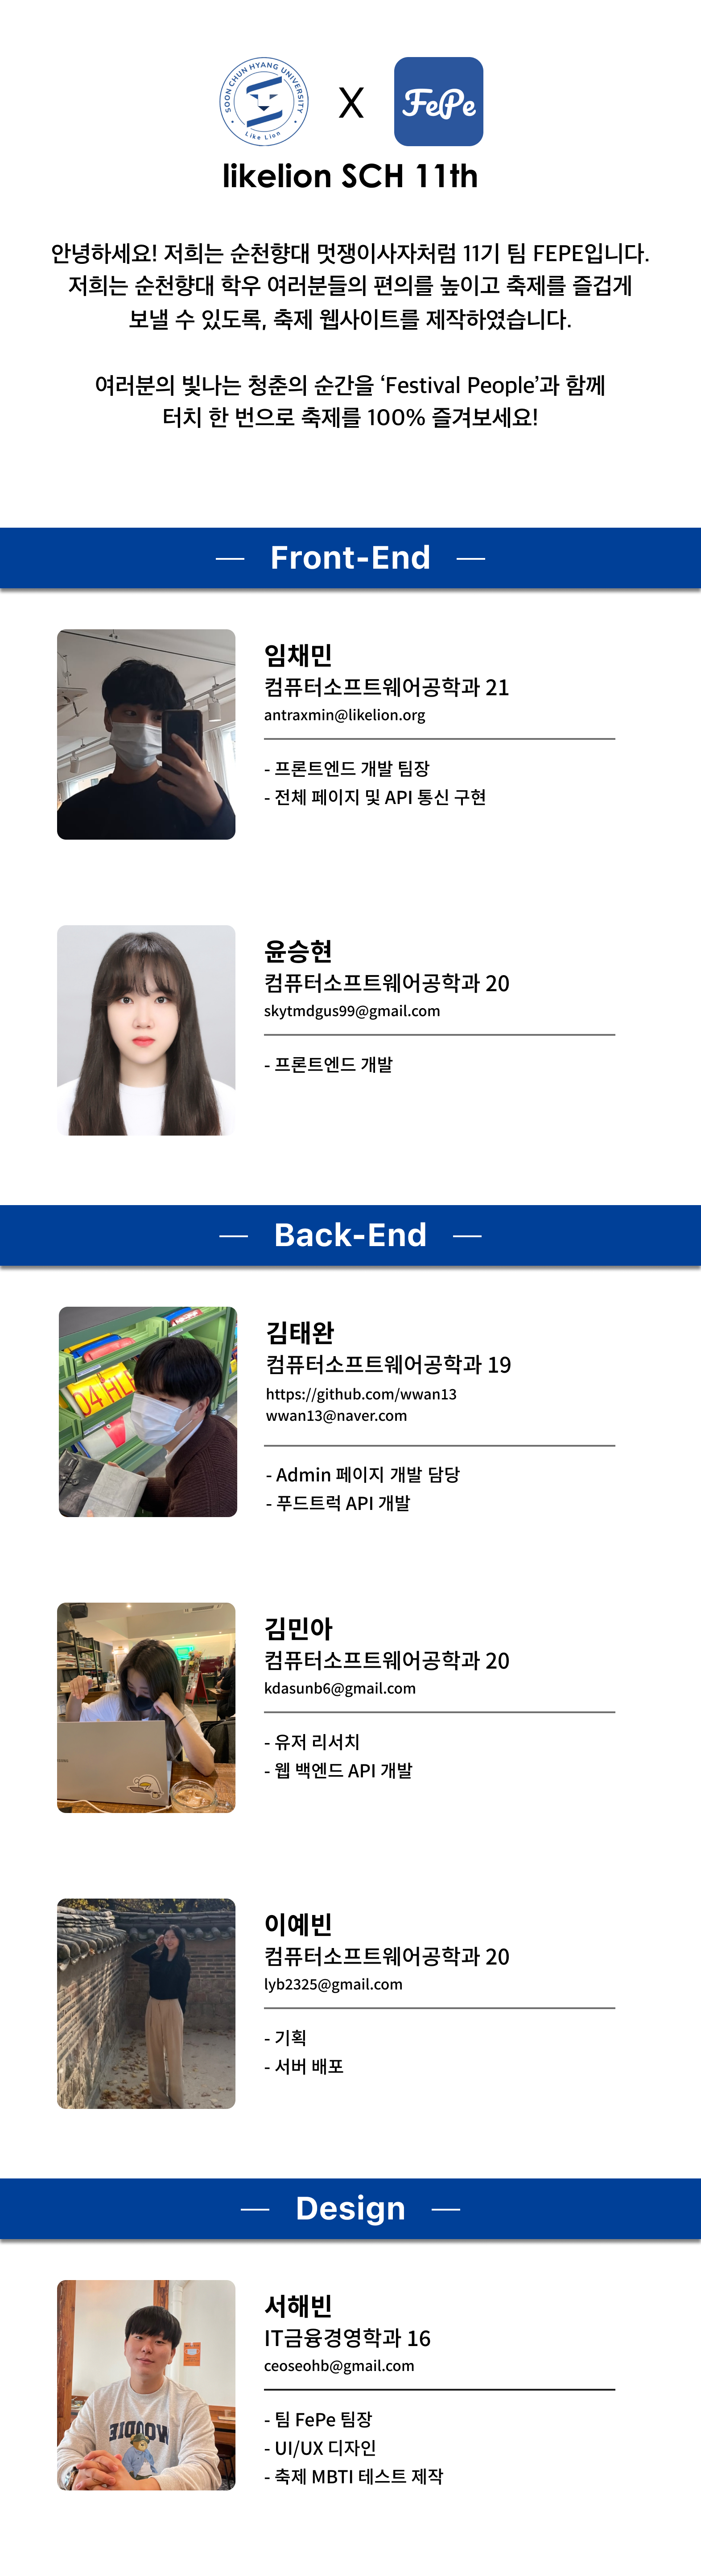 SOON CHUN HYANG UNIVERSITY
Like Lion
X
FePe
likelion SCH 11th
안녕하세요! 저희는 순천향대 멋쟁이사자처럼 11기 팀 FEPE입니다.
저희는 순천향대 학우 여러분들의 편의를 높이고 축제를 즐겁게
보낼 수 있도록, 축제 웹사이트를 제작하였습니다.
여러분의 빛나는 청춘의 순간을 ‘Festival People’과 함께
터치 한 번으로 축제를 100% 즐겨보세요!
— Front-End —
임채민
컴퓨터소프트웨어공학과 21
antraxmin@likelion.org
- 프론트엔드 개발 팀장
- 전체 페이지 및 API 통신 구현
윤승현
컴퓨터소프트웨어공학과 20
skytmdgus99@gmail.com
- 프론트엔드 개발
— Back-End —
04 HLE
김태완
컴퓨터소프트웨어공학과 19
https://github.com/wwan13
wwan13@naver.com
- Admin 페이지 개발 담당
- 푸드트럭 API 개발
김민아
컴퓨터소프트웨어공학과 20
kdasunb6@gmail.com
- 유저 리서치
- 웹 백엔드 API 개발
이예빈
컴퓨터소프트웨어공학과 20
lyb2325@gmail.com
- 기획
- 서버 배포
— Design —
WOODIE
서해빈
IT금융경영학과 16
ceoseohb@gmail.com
- 팀 FePe 팀장
- UI/UX 디자인
- 축제 MBTI 테스트 제작